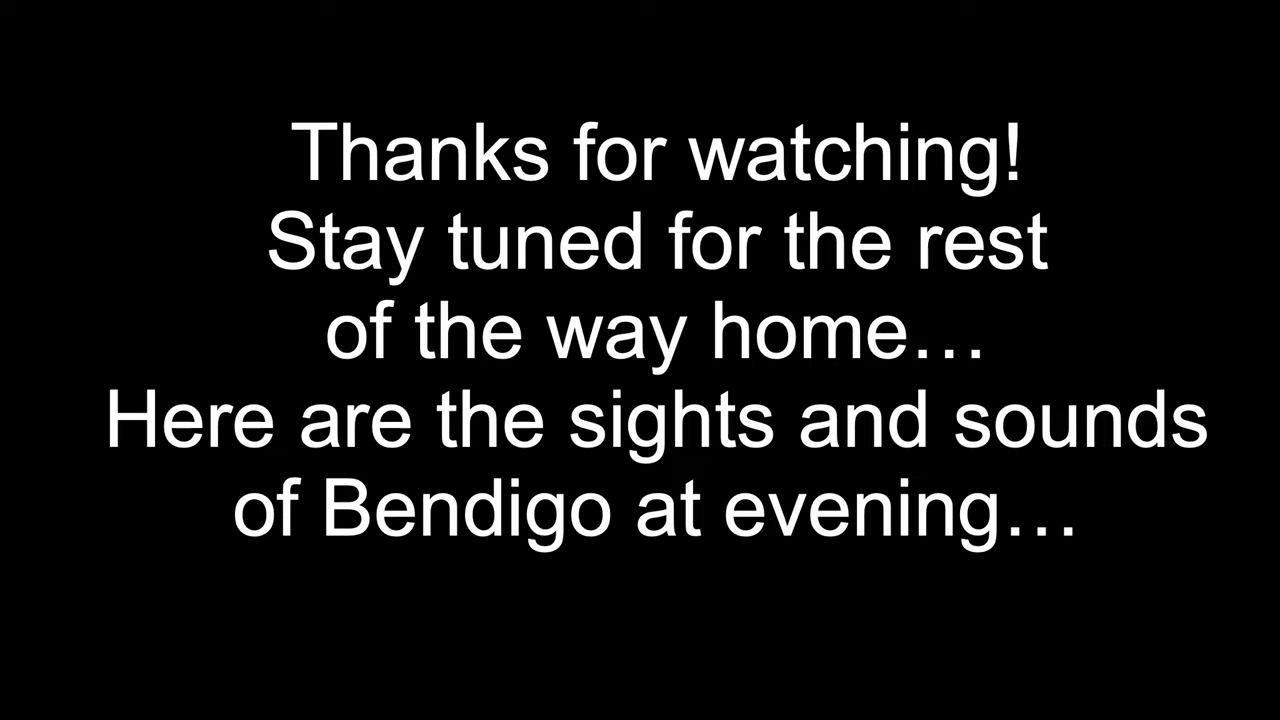 Thanks for watching!
Stay tuned for the rest
of the way home…
Here are the sights and sounds
of Bendigo at evening…